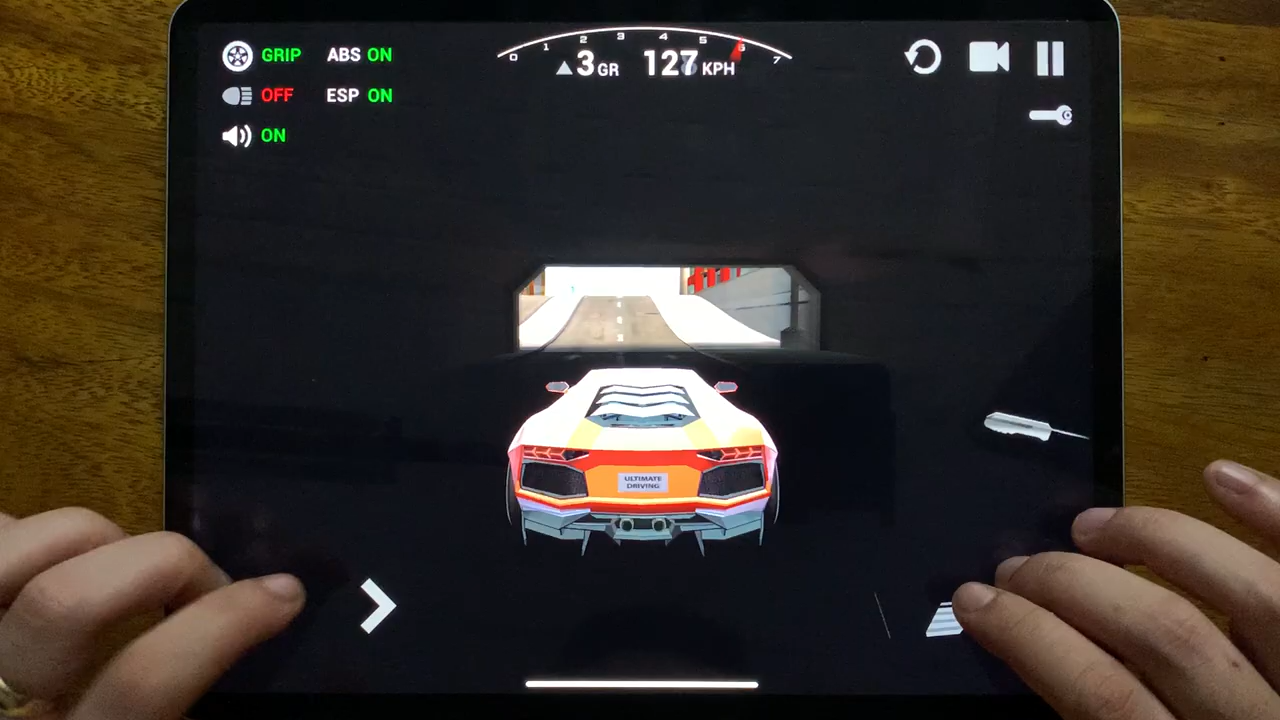 GRIP ABS ON
OFF ESP ON
ON
0 1 2 3 4 5 6 7
3 GR 127 KPH
ULTIMATE
DRIVING